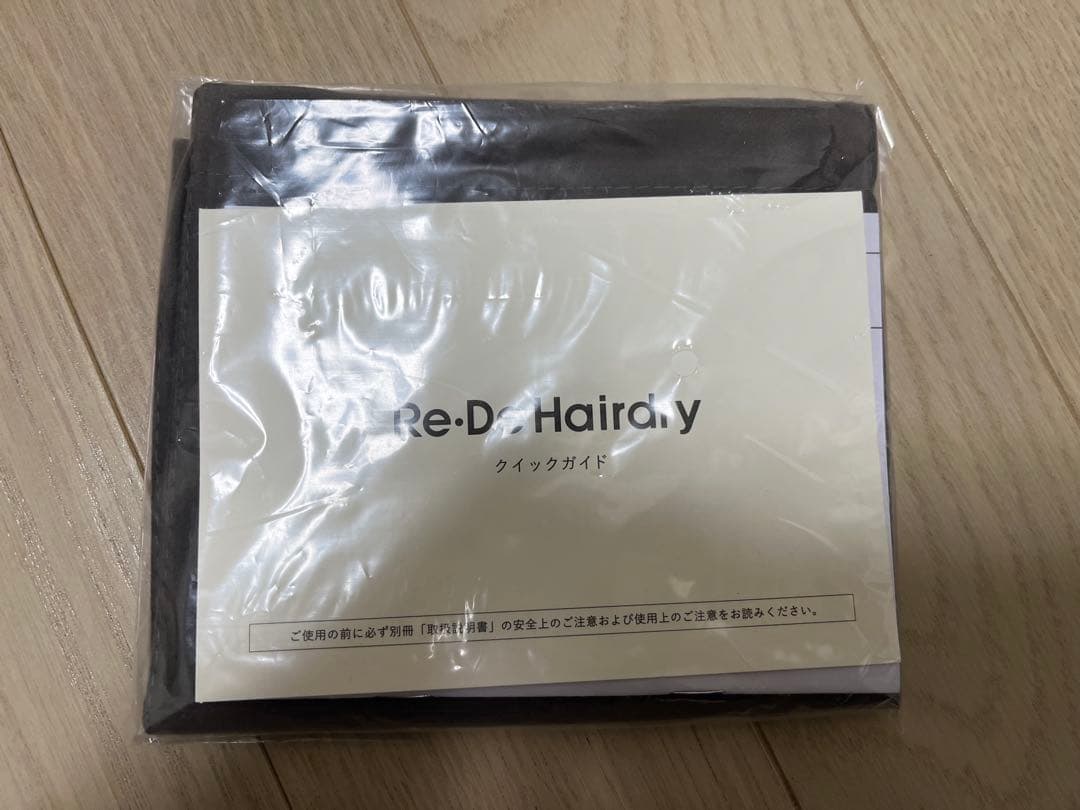 Re・De Hairdry
クイックガイド
ご使用の前に必ず別冊「取扱説明書」の安全上のご注意および使用上のご注意をお読みください。